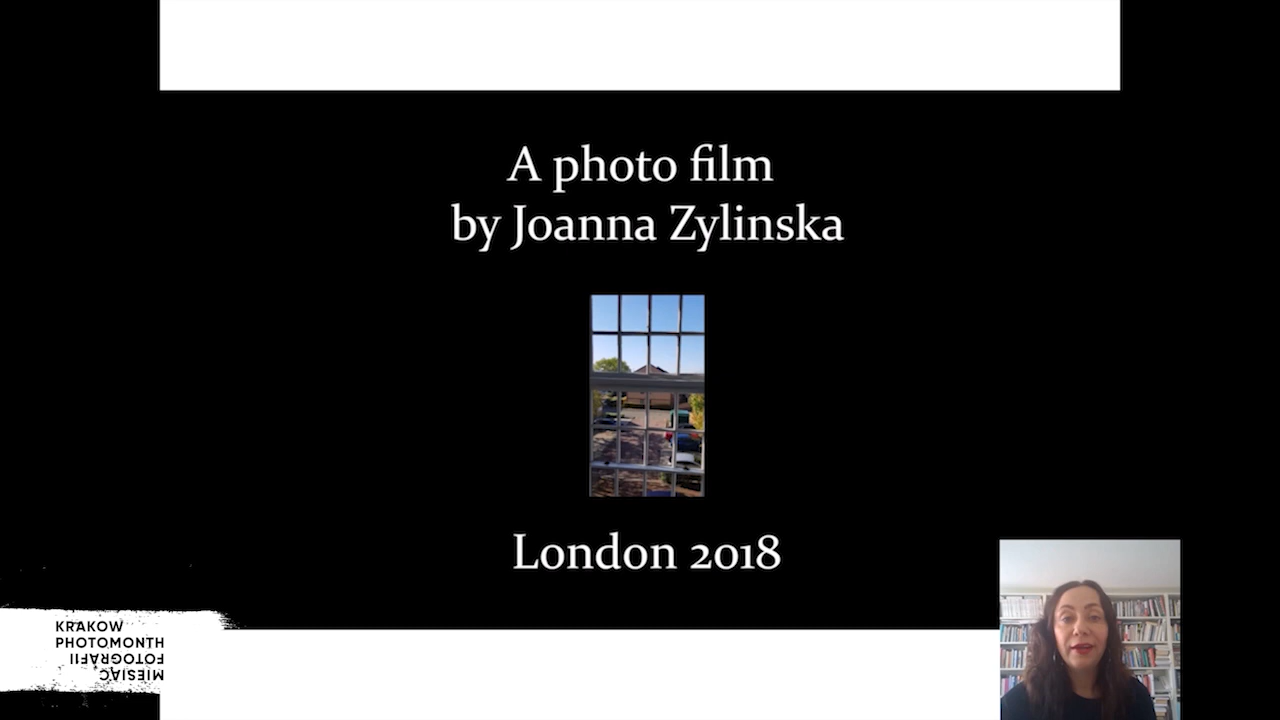 A photo film
by Joanna Zylinska
London 2018
KRAKOW
PHOTOMONTH
FOTOGRAFII
MIESIĄC